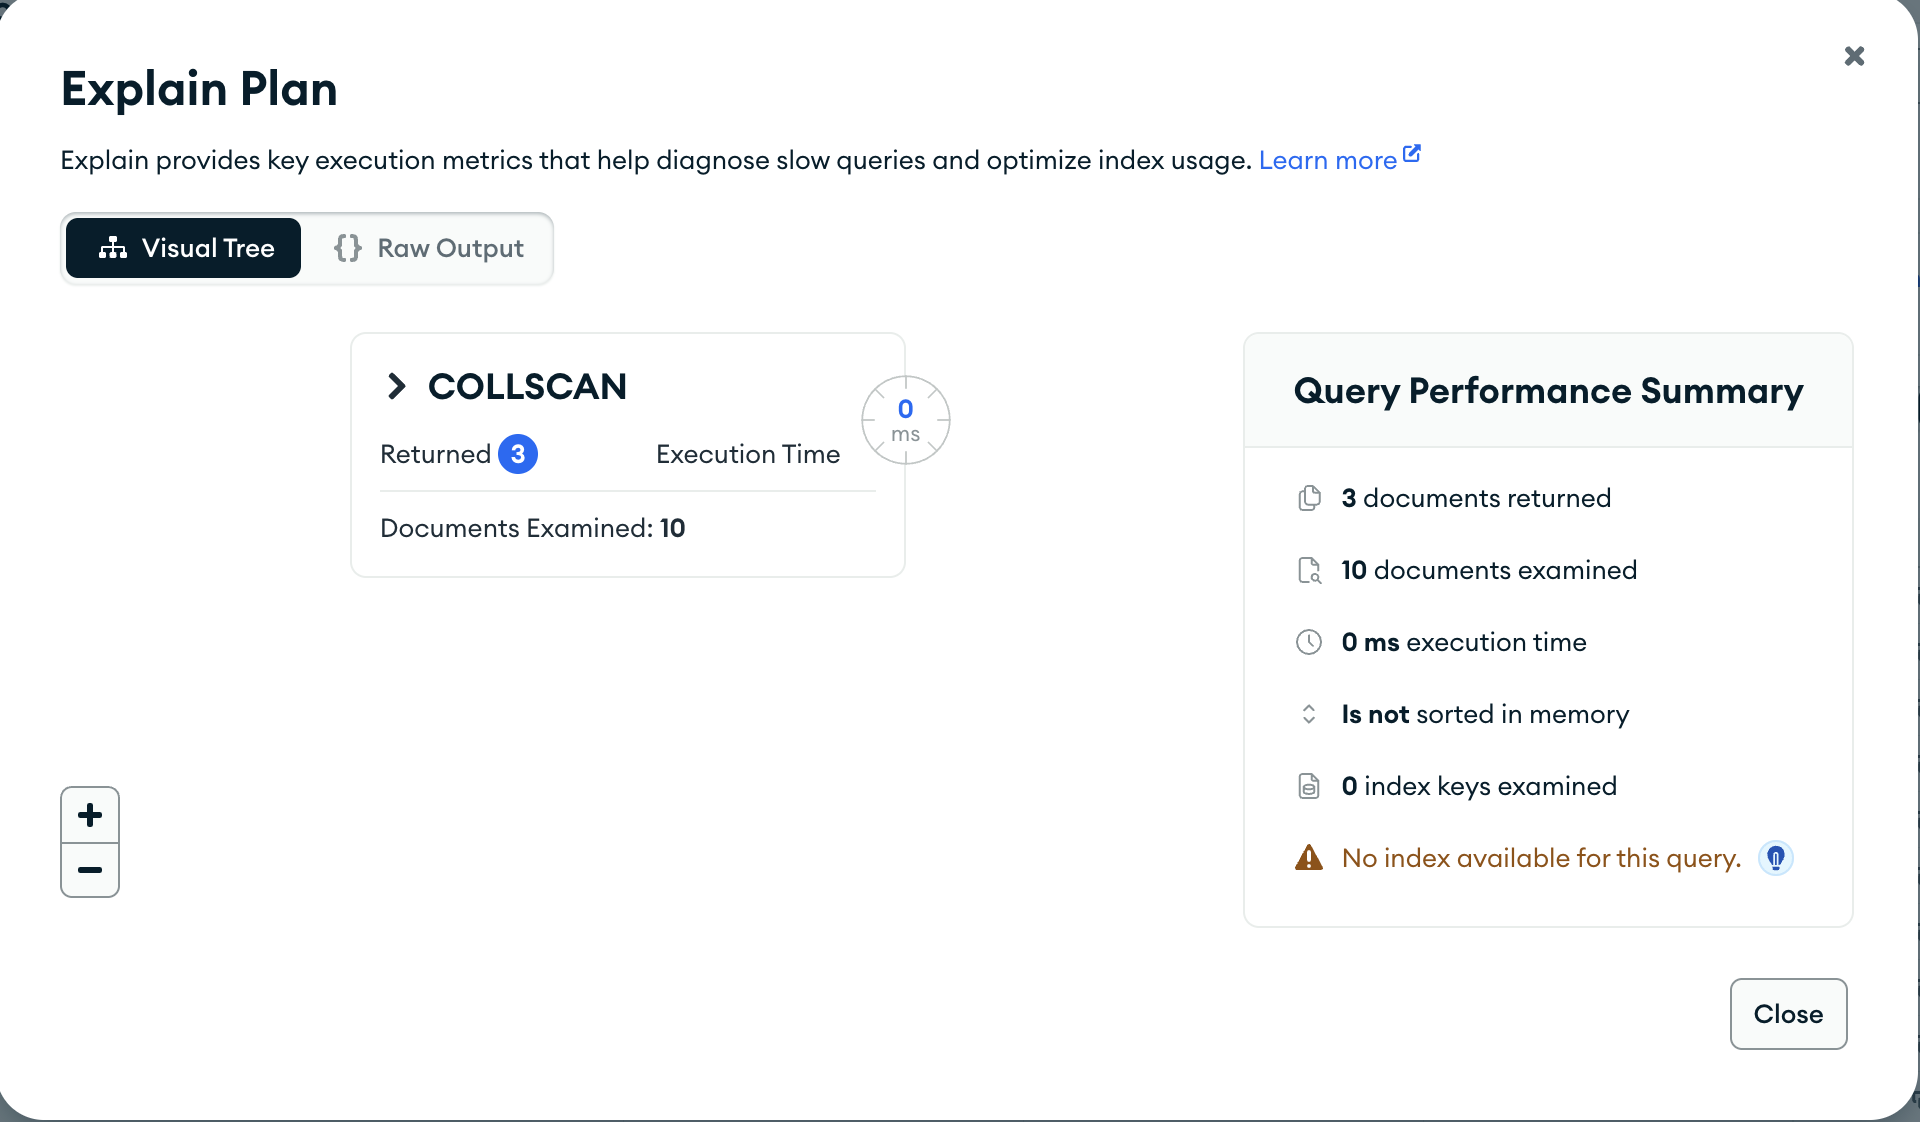 Explain Plan
Explain provides key execution metrics that help diagnose slow queries and optimize index usage. Learn more
Visual Tree
Raw Output
COLLSCAN
Returned 3
Execution Time
0
ms
Documents Examined: 10
Query Performance Summary
3 documents returned
10 documents examined
0 ms execution time
Is not sorted in memory
0 index keys examined
No index available for this query.
Close